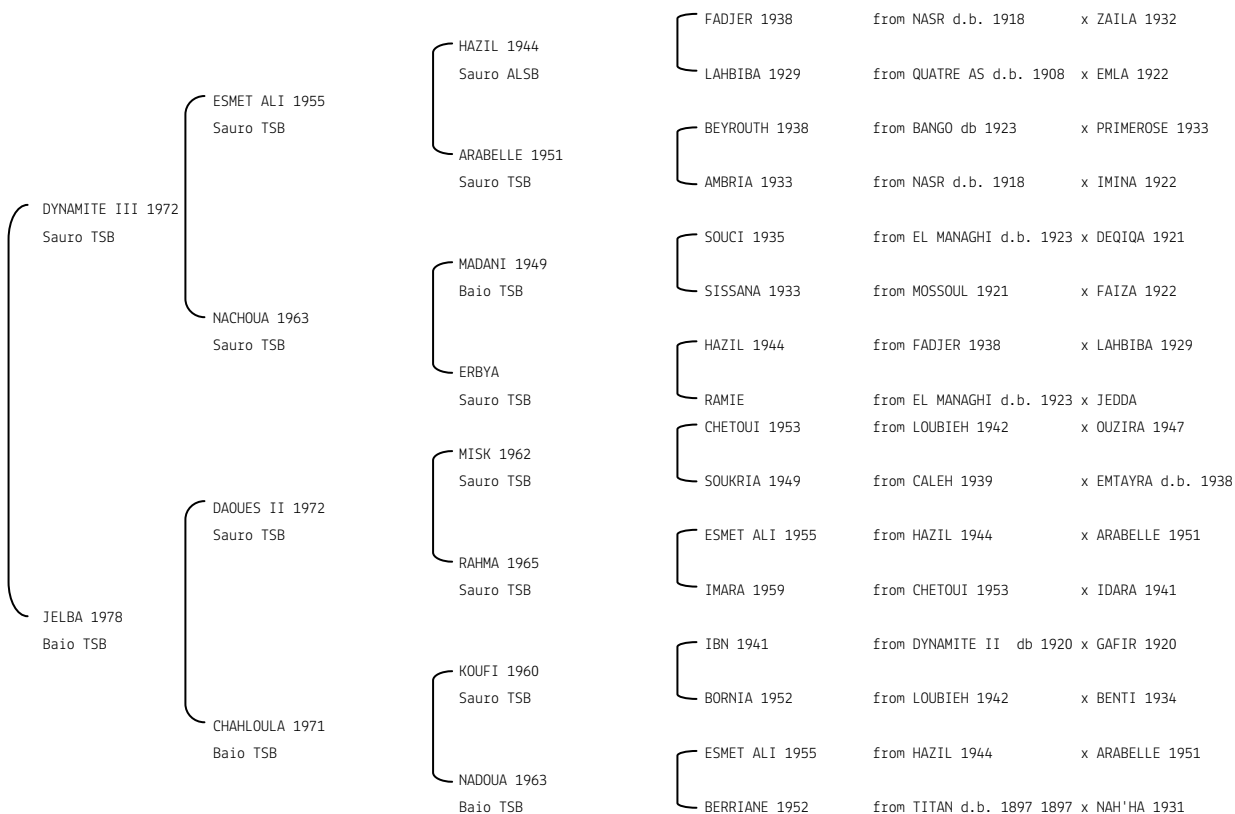 FADJER 1938 from NASR d.b. 1918 x ZAILA 1932
HAZIL 1944
Sauro ALSB
LAHBIBA 1929 from QUATRE AS d.b. 1908 x EMLA 1922
ESMET ALI 1955
Sauro TSB
BEYROUTH 1938 from BANGO db 1923 x PRIMEROSE 1933
ARABELLE 1951
Sauro TSB
AMBRIA 1933 from NASR d.b. 1918 x IMINA 1922
DYNAMITE III 1972
Sauro TSB
SOUCI 1935 from EL MANAGHI d.b. 1923 x DEQIQA 1921
MADANI 1949
Baio TSB
SISSANA 1933 from MOSSOUL 1921 x FAIZA 1922
NACHOUA 1963
Sauro TSB
HAZIL 1944 from FADJER 1938 x LAHBIBA 1929
ERBYA
Sauro TSB
RAMIE from EL MANAGHI d.b. 1923 x JEDDA
CHETOUI 1953 from LOUBIEH 1942 x OUZIRA 1947
MISK 1962
Sauro TSB
SOUKRIA 1949 from CALEH 1939 x EMTAYRA d.b. 1938
DAOUES II 1972
Sauro TSB
ESMET ALI 1955 from HAZIL 1944 x ARABELLE 1951
RAHMA 1965
Sauro TSB
IMARA 1959 from CHETOUI 1953 x IDARA 1941
JELBA 1978
Baio TSB
IBN 1941 from DYNAMITE II db 1920 x GAFIR 1920
KOUFI 1960
Sauro TSB
BORNIA 1952 from LOUBIEH 1942 x BENTI 1934
CHAHLOULA 1971
Baio TSB
ESMET ALI 1955 from HAZIL 1944 x ARABELLE 1951
NADOUA 1963
Baio TSB
BERRIANE 1952 from TITAN d.b. 1897 1897 x NAH'HA 1931